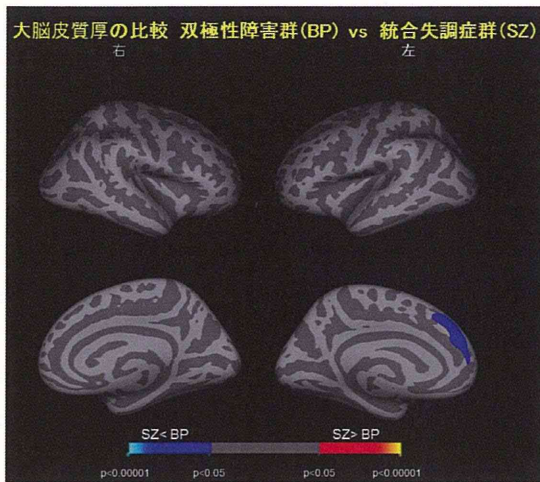 大脳皮質厚の比較 双極性障害群(BP) vs 統合失調症群(SZ)
右 左
SZ< BP SZ> BP
p<0.00001 p<0.05 p<0.05 p<0.00001